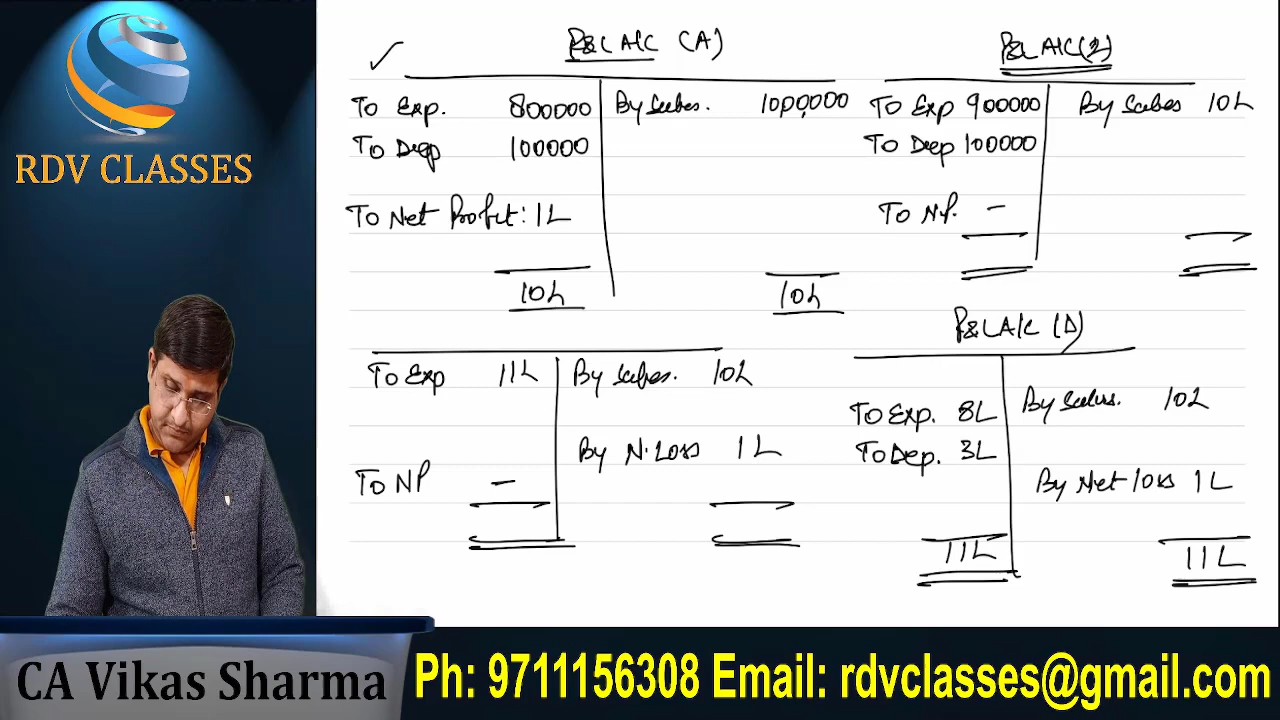 P&L A/C (A)
To Exp. 800000 By Sales. 1000000
To Dep 100000
To Net Profit: 1L
10L 10L
P&L A/C (B)
To Exp 900000 By Sales 10L
To Dep 100000
To N.P. -
To Exp 11L By Sales. 10L
By N. Loss 1L
To NP -
P&L A/C (D)
To Exp. 8L By Sales. 10L
To Dep. 3L
By Net loss 1L
11L 11L
RDV CLASSES
CA Vikas Sharma
Ph: 9711156308 Email: rdvclasses@gmail.com